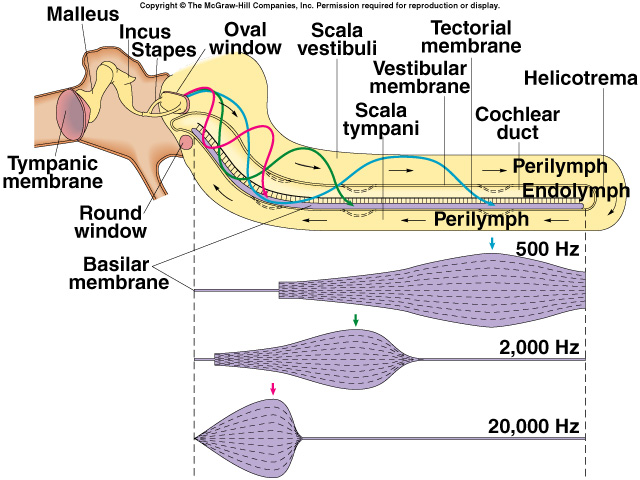 Copyright © The McGraw-Hill Companies, Inc. Permission required for reproduction or display.
Malleus
Incus
Stapes
Oval
window
Scala
vestibuli
Tectorial
membrane
Vestibular
membrane
Helicotrema
Scala
tympani
Cochlear
duct
Perilymph
Endolymph
Perilymph
Tympanic
membrane
Round
window
Basilar
membrane
500 Hz
2,000 Hz
20,000 Hz